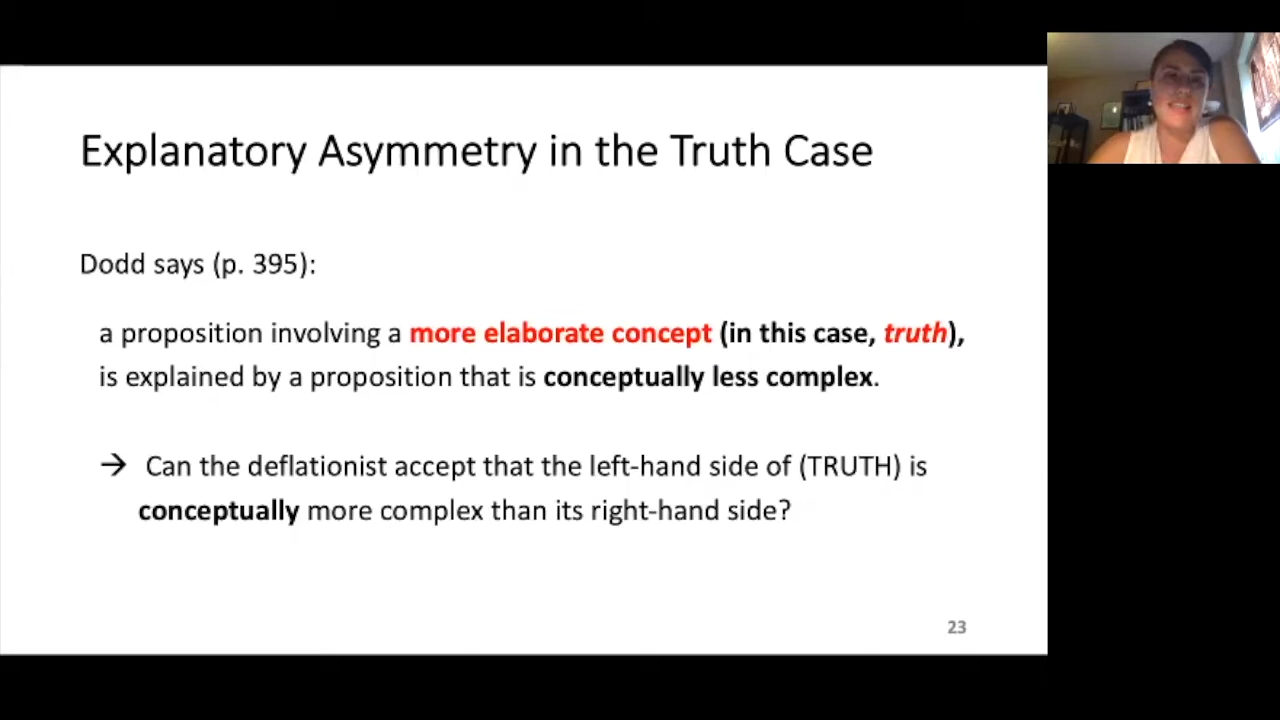 Explanatory Asymmetry in the Truth Case
Dodd says (p. 395):
a proposition involving a more elaborate concept (in this case, truth),
is explained by a proposition that is conceptually less complex.
→ Can the deflationist accept that the left-hand side of (TRUTH) is
conceptually more complex than its right-hand side?
23